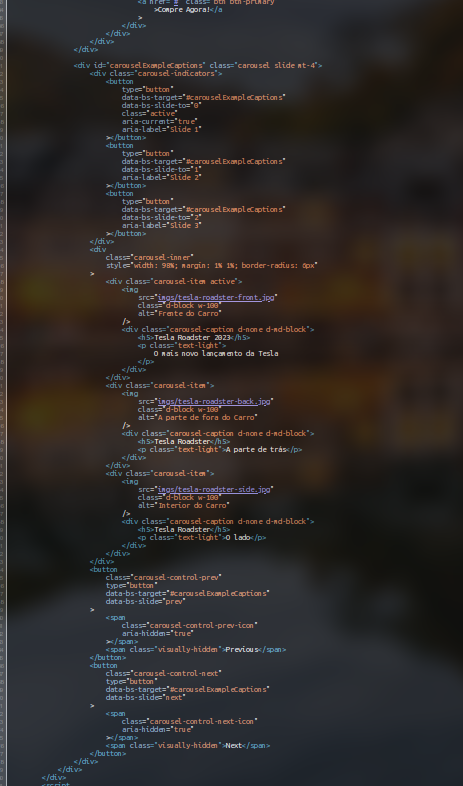 <a href="#" class="btn btn-primary"
>Compre Agora!</a
>
</div>
</div>
</div>
</div>
<div id="carouselExampleCaptions" class="carousel slide mt-4">
<div class="carousel-indicators">
<button
type="button"
data-bs-target="#carouselExampleCaptions"
data-bs-slide-to="0"
class="active"
aria-current="true"
aria-label="Slide 1"
></button>
<button
type="button"
data-bs-target="#carouselExampleCaptions"
data-bs-slide-to="1"
aria-label="Slide 2"
></button>
<button
type="button"
data-bs-target="#carouselExampleCaptions"
data-bs-slide-to="2"
aria-label="Slide 3"
></button>
</div>
<div
class="carousel-inner"
style="width: 98%; margin: 1% 1%; border-radius: 6px"
>
<div class="carousel-item active">
<img
src="imgs/tesla-roadster-front.jpg"
class="d-block w-100"
alt="Frente do Carro"
/>
<div class="carousel-caption d-none d-md-block">
<h5>Tesla Roadster 2023</h5>
<p class="text-light">
O mais novo lançamento da Tesla
</p>
</div>
</div>
<div class="carousel-item">
<img
src="imgs/tesla-roadster-back.jpg"
class="d-block w-100"
alt="A parte de fora do Carro"
/>
<div class="carousel-caption d-none d-md-block">
<h5>Tesla Roadster</h5>
<p class="text-light">A parte de trás</p>
</div>
</div>
<div class="carousel-item">
<img
src="imgs/tesla-roadster-side.jpg"
class="d-block w-100"
alt="Interior do Carro"
/>
<div class="carousel-caption d-none d-md-block">
<h5>Tesla Roadster</h5>
<p class="text-light">O lado</p>
</div>
</div>
</div>
<button
class="carousel-control-prev"
type="button"
data-bs-target="#carouselExampleCaptions"
data-bs-slide="prev"
>
<span
class="carousel-control-prev-icon"
aria-hidden="true"
></span>
<span class="visually-hidden">Previous</span>
</button>
<button
class="carousel-control-next"
type="button"
data-bs-target="#carouselExampleCaptions"
data-bs-slide="next"
>
<span
class="carousel-control-next-icon"
aria-hidden="true"
></span>
<span class="visually-hidden">Next</span>
</button>
</div>
</div>
</div>
<script